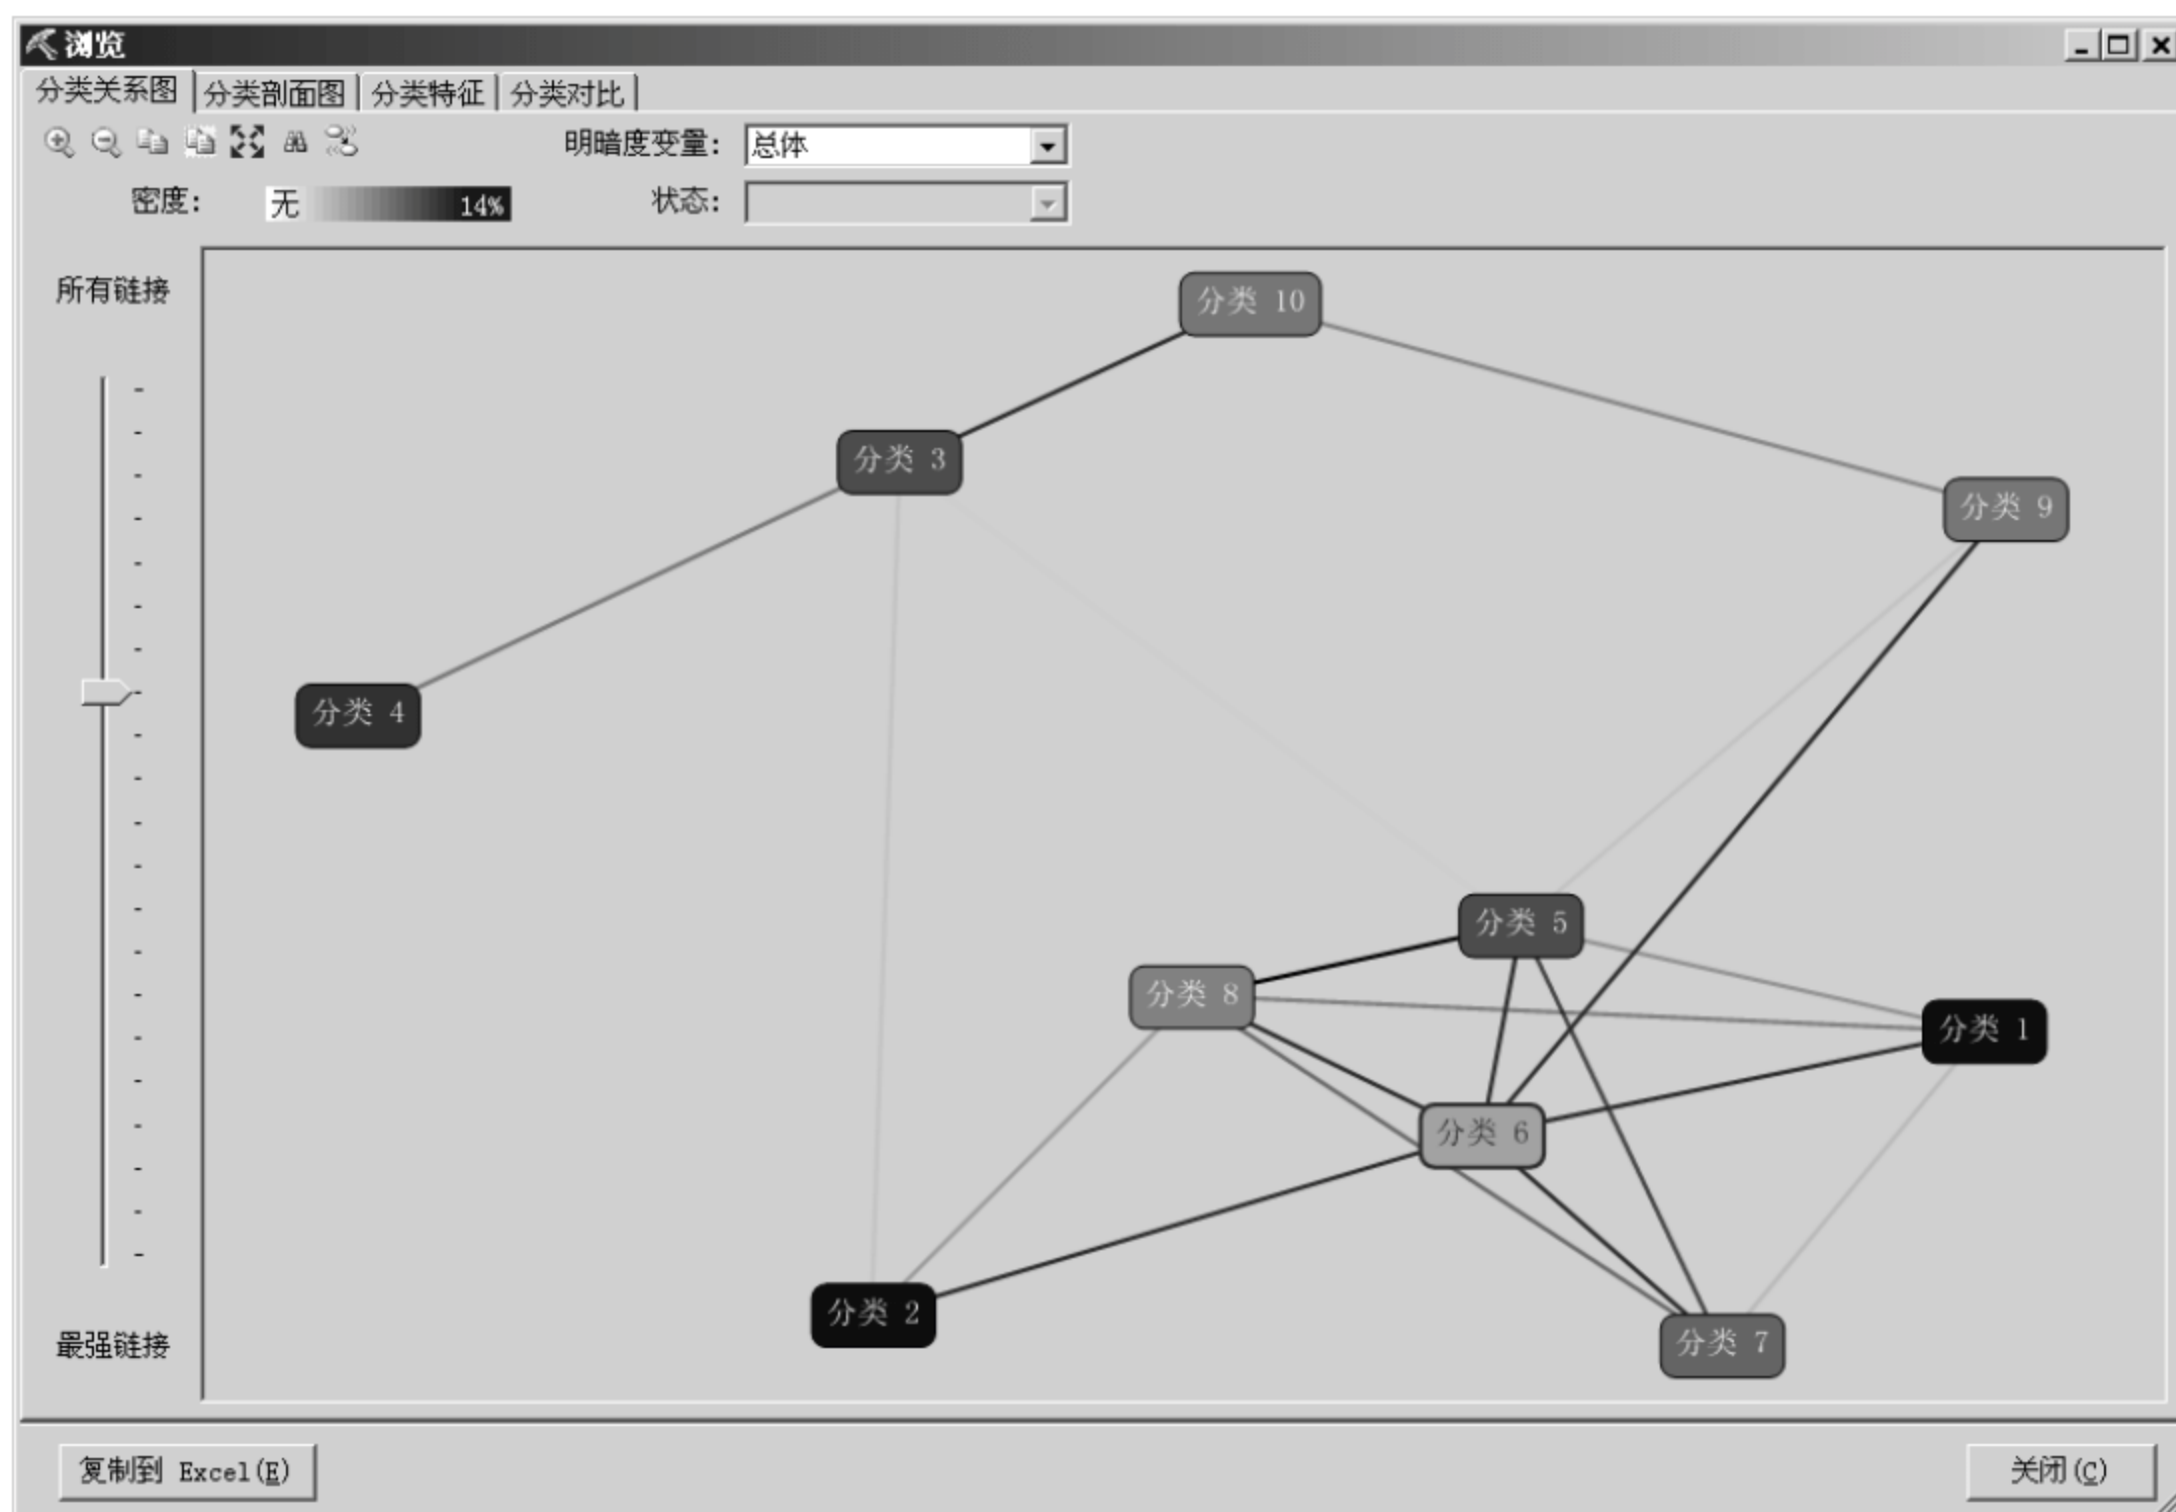 浏览
分类关系图 分类剖面图 分类特征 分类对比
明暗度变量: 总体
密度: 无 14% 状态:
所有链接
分类 10
分类 3
分类 9
分类 4
分类 5
分类 8
分类 1
分类 6
分类 2
分类 7
最强链接
复制到 Excel(E) 关闭(C)